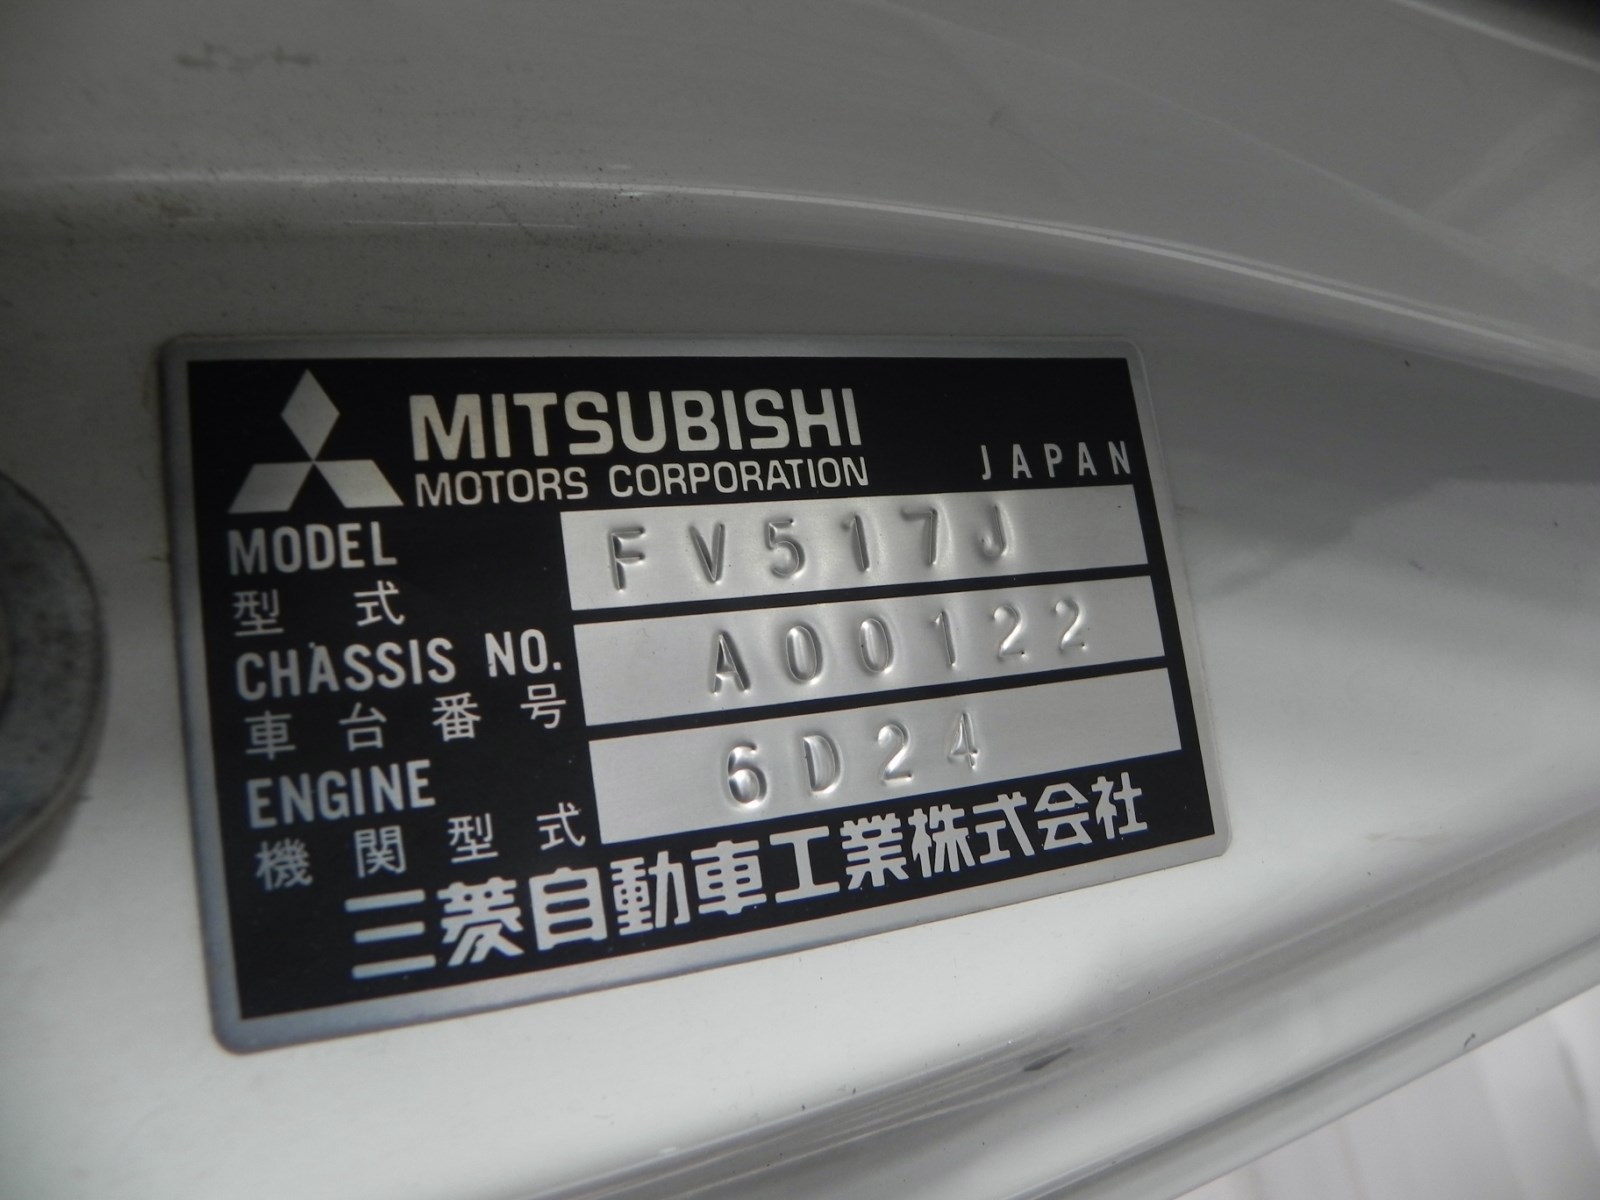 MITSUBISHI
MOTORS CORPORATION JAPAN
MODEL FV517J
型式
CHASSIS NO. A00122
車台番号
ENGINE 6D24
機関型式
三菱自動車工業株式会社